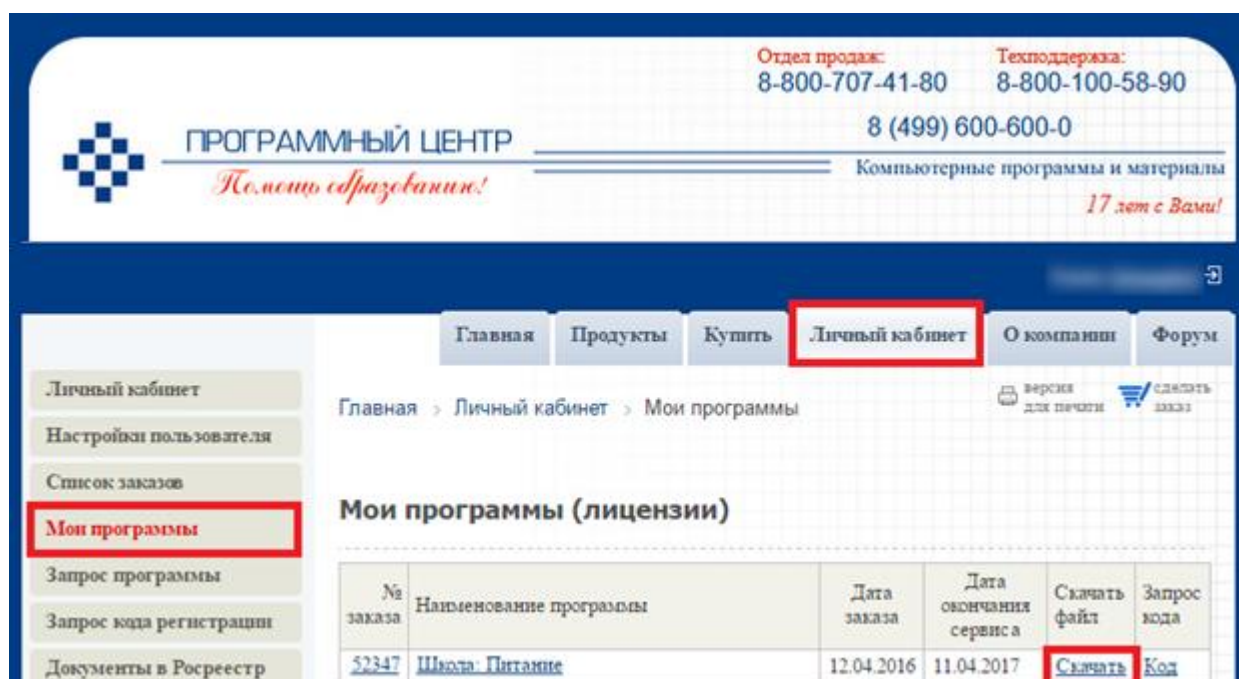 Отдел продаж: Техподдержка:
8-800-707-41-80 8-800-100-58-90
8 (499) 600-600-0
ПРОГРАММНЫЙ ЦЕНТР
Помощь образованию!
Компьютерные программы и материалы
17 лет с Вами!
Главная Продукты Купить Личный кабинет О компании Форум
Личный кабинет
Настройки пользователя
Список заказов
Мои программы
Запрос программы
Запрос кода регистрации
Документы в Росреестр
Главная > Личный кабинет > Мои программы
версия для печати
сделать заказ
Мои программы (лицензии)
№ заказа Наименование программы Дата заказа Дата окончания сервиса Скачать файл Запрос кода
52347 Школа: Питание 12.04.2016 11.04.2017 Скачать Код